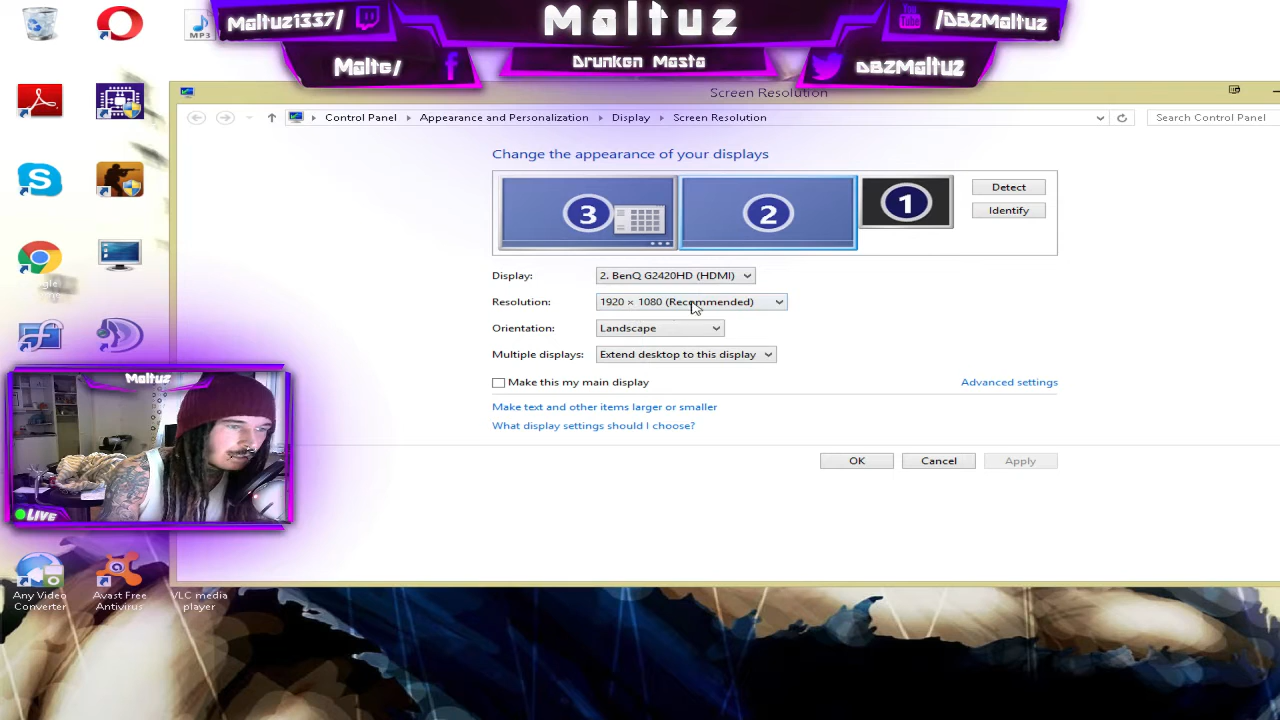 Maltuz1337/
Maltuz
/DBZMaltuz
Malte/
Drunken Masta
DBZMaltuz
MP3
Screen Resolution
Control Panel
Appearance and Personalization
Display
Screen Resolution
Search Control Panel
Change the appearance of your displays
3
2
1
Detect
Identify
Display:
2. BenQ G2420HD (HDMI)
Resolution:
1920 × 1080 (Recommended)
Orientation:
Landscape
Multiple displays:
Extend desktop to this display
Make this my main display
Advanced settings
Make text and other items larger or smaller
What display settings should I choose?
OK
Cancel
Apply
Maltuz
LIVE
Any Video
Converter
Avast Free
Antivirus
VLC media
player